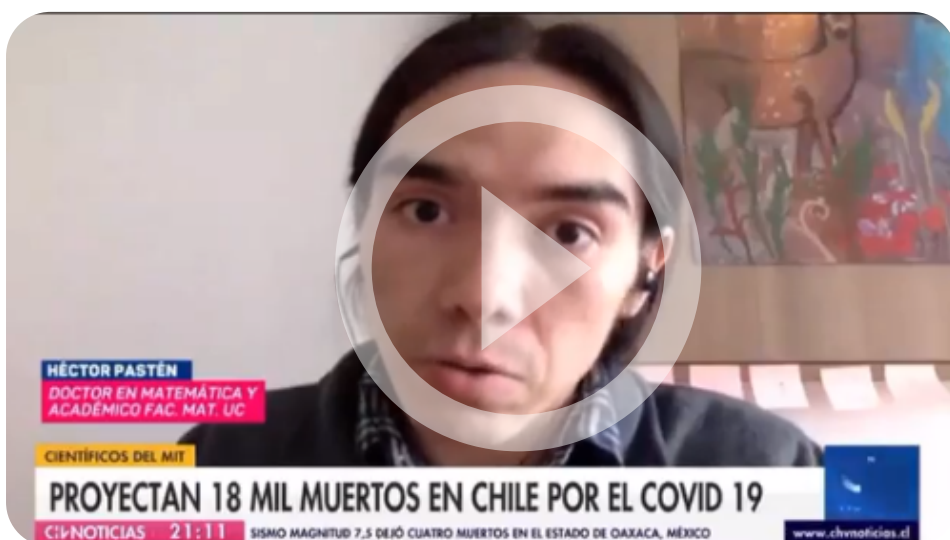 HÉCTOR PASTÉN
DOCTOR EN MATEMÁTICA Y
ACADÉMICO FAC. MAT. UC
CIENTÍFICOS DEL MIT
PROYECTAN 18 MIL MUERTOS EN CHILE POR EL COVID 19
CHVNOTICIAS 21:11 SISMO MAGNITUD 7,5 DEJÓ CUATRO MUERTOS EN EL ESTADO DE OAXACA, MÉXICO www.chvnoticias.cl